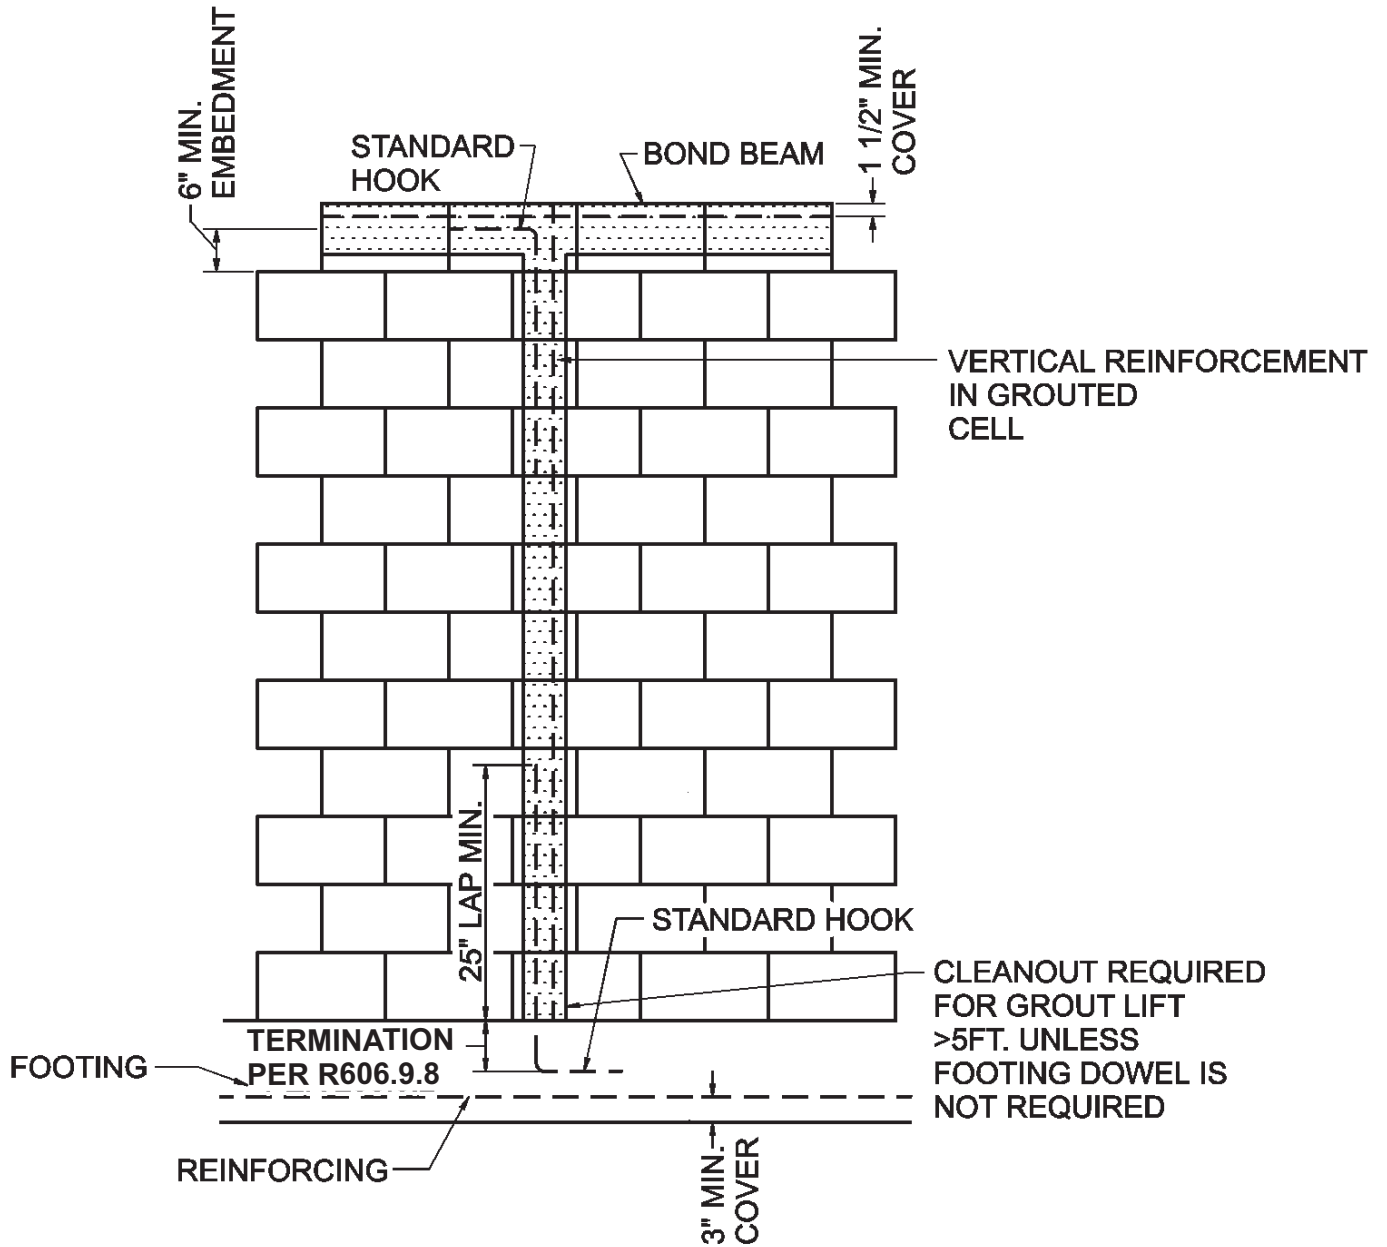 6" MIN.
EMBEDMENT
STANDARD
HOOK
BOND BEAM
1 1/2" MIN.
COVER
VERTICAL REINFORCEMENT
IN GROUTED
CELL
25" LAP MIN.
STANDARD HOOK
CLEANOUT REQUIRED
FOR GROUT LIFT
>5FT. UNLESS
FOOTING DOWEL IS
NOT REQUIRED
TERMINATION
PER R606.9.8
FOOTING
REINFORCING
3" MIN.
COVER